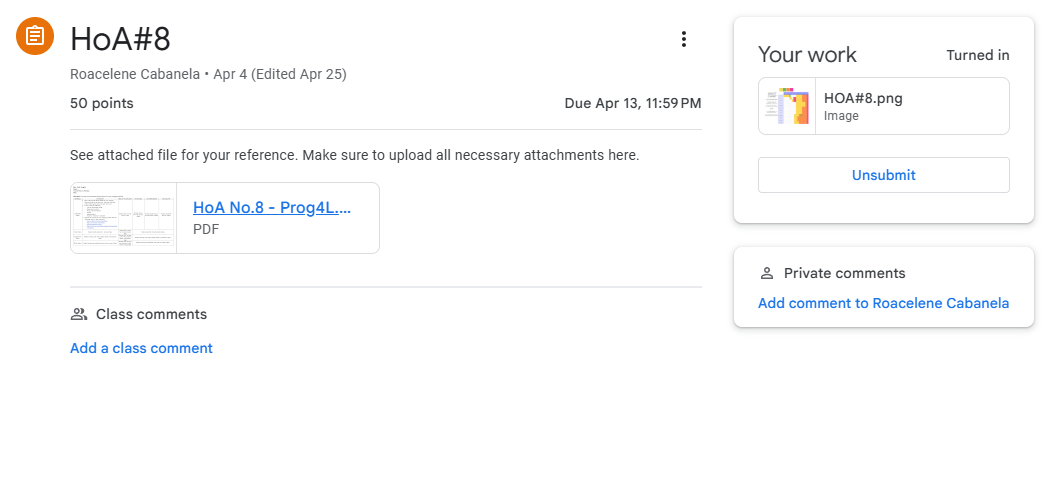 HoA#8
Roacelene Cabanela • Apr 4 (Edited Apr 25)
50 points
Due Apr 13, 11:59 PM
See attached file for your reference. Make sure to upload all necessary attachments here.
HoA No.8 - Prog4L....
PDF
Class comments
Add a class comment
Your work
Turned in
HOA#8.png
Image
Unsubmit
Private comments
Add comment to Roacelene Cabanela